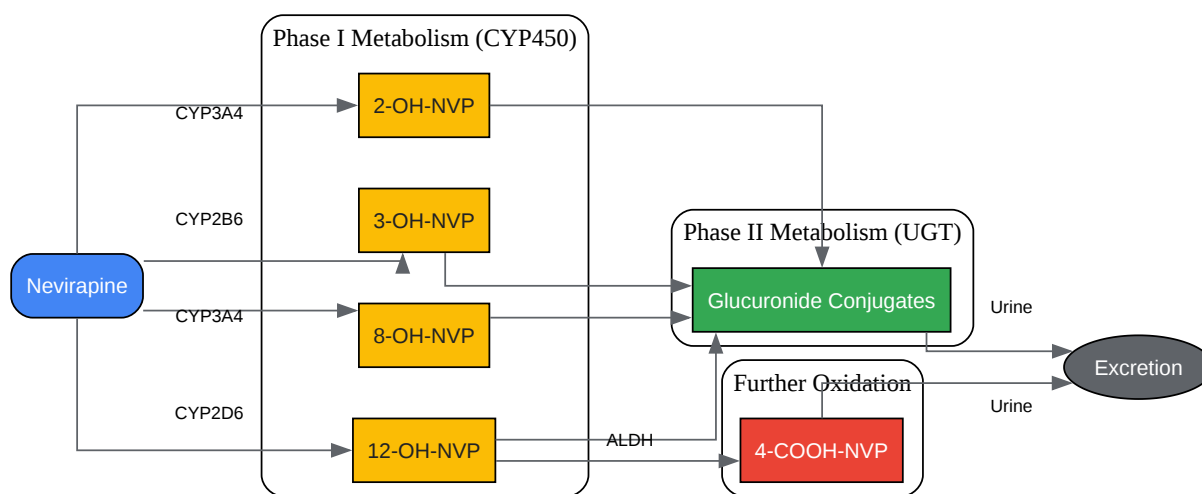 Phase I Metabolism (CYP450)
CYP3A4
2-OH-NVP
CYP2B6
3-OH-NVP
Phase II Metabolism (UGT)
Nevirapine
Glucuronide Conjugates
CYP3A4
8-OH-NVP
Urine
Excretion
Further Oxidation
CYP2D6
Urine
12-OH-NVP
ALDH
4-COOH-NVP